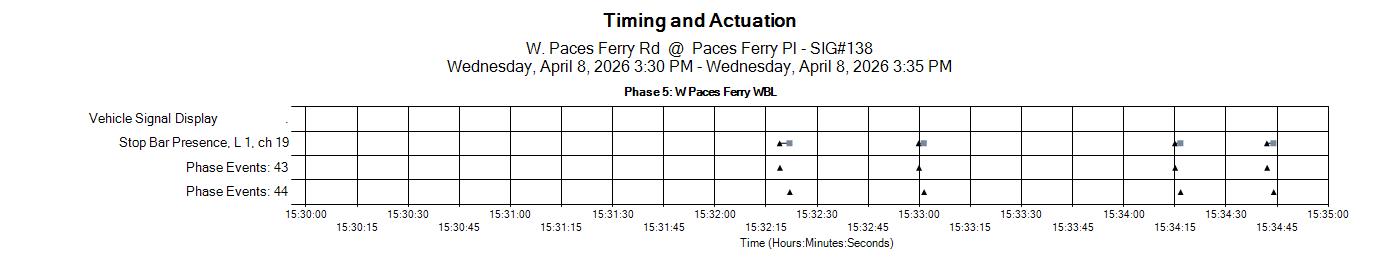 Timing and Actuation
W. Paces Ferry Rd @ Paces Ferry Pl - SIG#138
Wednesday, April 8, 2026 3:30 PM - Wednesday, April 8, 2026 3:35 PM
Phase 5: W Paces Ferry WBL
Vehicle Signal Display .
Stop Bar Presence, L 1, ch 19
Phase Events: 43
Phase Events: 44
15:30:00 15:30:30 15:31:00 15:31:30 15:32:00 15:32:30 15:33:00 15:33:30 15:34:00 15:34:30 15:35:00
15:30:15 15:30:45 15:31:15 15:31:45 15:32:15 15:32:45 15:33:15 15:33:45 15:34:15 15:34:45
Time (Hours:Minutes:Seconds)